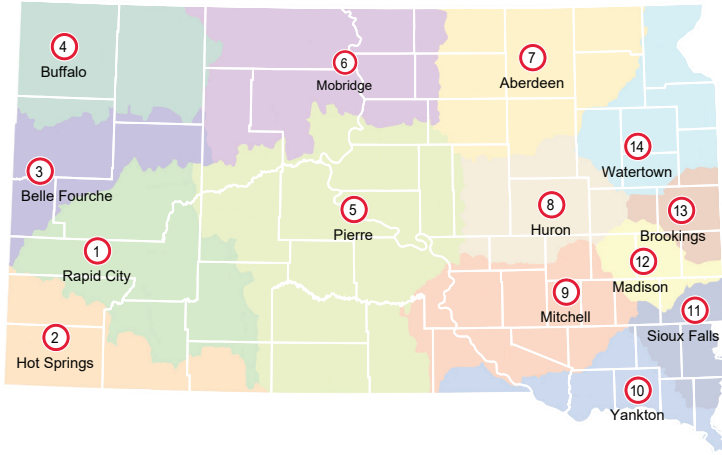 4
Buffalo
6
Mobridge
7
Aberdeen
14
Watertown
3
Belle Fourche
5
Pierre
8
Huron
13
Brookings
1
Rapid City
12
Madison
9
Mitchell
11
Sioux Falls
2
Hot Springs
10
Yankton